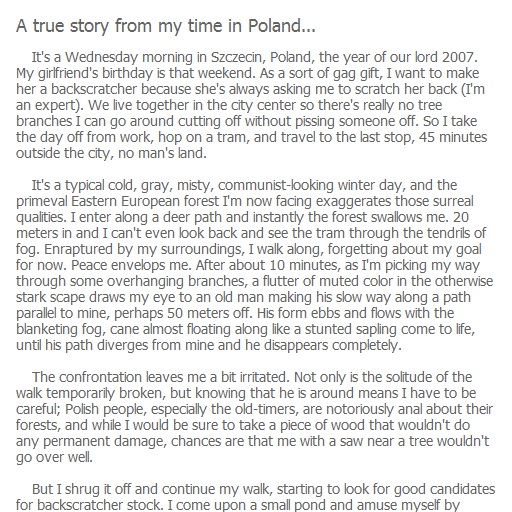 A true story from my time in Poland...
It's a Wednesday morning in Szczecin, Poland, the year of our lord 2007.
My girlfriend's birthday is that weekend. As a sort of gag gift, I want to make
her a backscratcher because she's always asking me to scratch her back (I'm
an expert). We live together in the city center so there's really no tree
branches I can go around cutting off without pissing someone off. So I take
the day off from work, hop on a tram, and travel to the last stop, 45 minutes
outside the city, no man's land.
It's a typical cold, gray, misty, communist-looking winter day, and the
primeval Eastern European forest I'm now facing exaggerates those surreal
qualities. I enter along a deer path and instantly the forest swallows me. 20
meters in and I can't even look back and see the tram through the tendrils of
fog. Enraptured by my surroundings, I walk along, forgetting about my goal
for now. Peace envelops me. After about 10 minutes, as I'm picking my way
through some overhanging branches, a flutter of muted color in the otherwise
stark scape draws my eye to an old man making his slow way along a path
parallel to mine, perhaps 50 meters off. His form ebbs and flows with the
blanketing fog, cane almost floating along like a stunted sapling come to life,
until his path diverges from mine and he disappears completely.
The confrontation leaves me a bit irritated. Not only is the solitude of the
walk temporarily broken, but knowing that he is around means I have to be
careful; Polish people, especially the old-timers, are notoriously anal about their
forests, and while I would be sure to take a piece of wood that wouldn't do
any permanent damage, chances are that me with a saw near a tree wouldn't
go over well.
But I shrug it off and continue my walk, starting to look for good candidates
for backscratcher stock. I come upon a small pond and amuse myself by